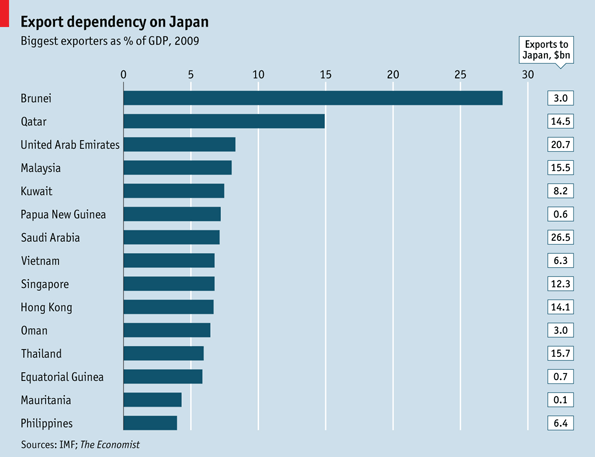 Export dependency on Japan
Biggest exporters as % of GDP, 2009
Exports to
Japan, $bn
0 5 10 15 20 25 30
Brunei 3.0
Qatar 14.5
United Arab Emirates 20.7
Malaysia 15.5
Kuwait 8.2
Papua New Guinea 0.6
Saudi Arabia 26.5
Vietnam 6.3
Singapore 12.3
Hong Kong 14.1
Oman 3.0
Thailand 15.7
Equatorial Guinea 0.7
Mauritania 0.1
Philippines 6.4
Sources: IMF; The Economist